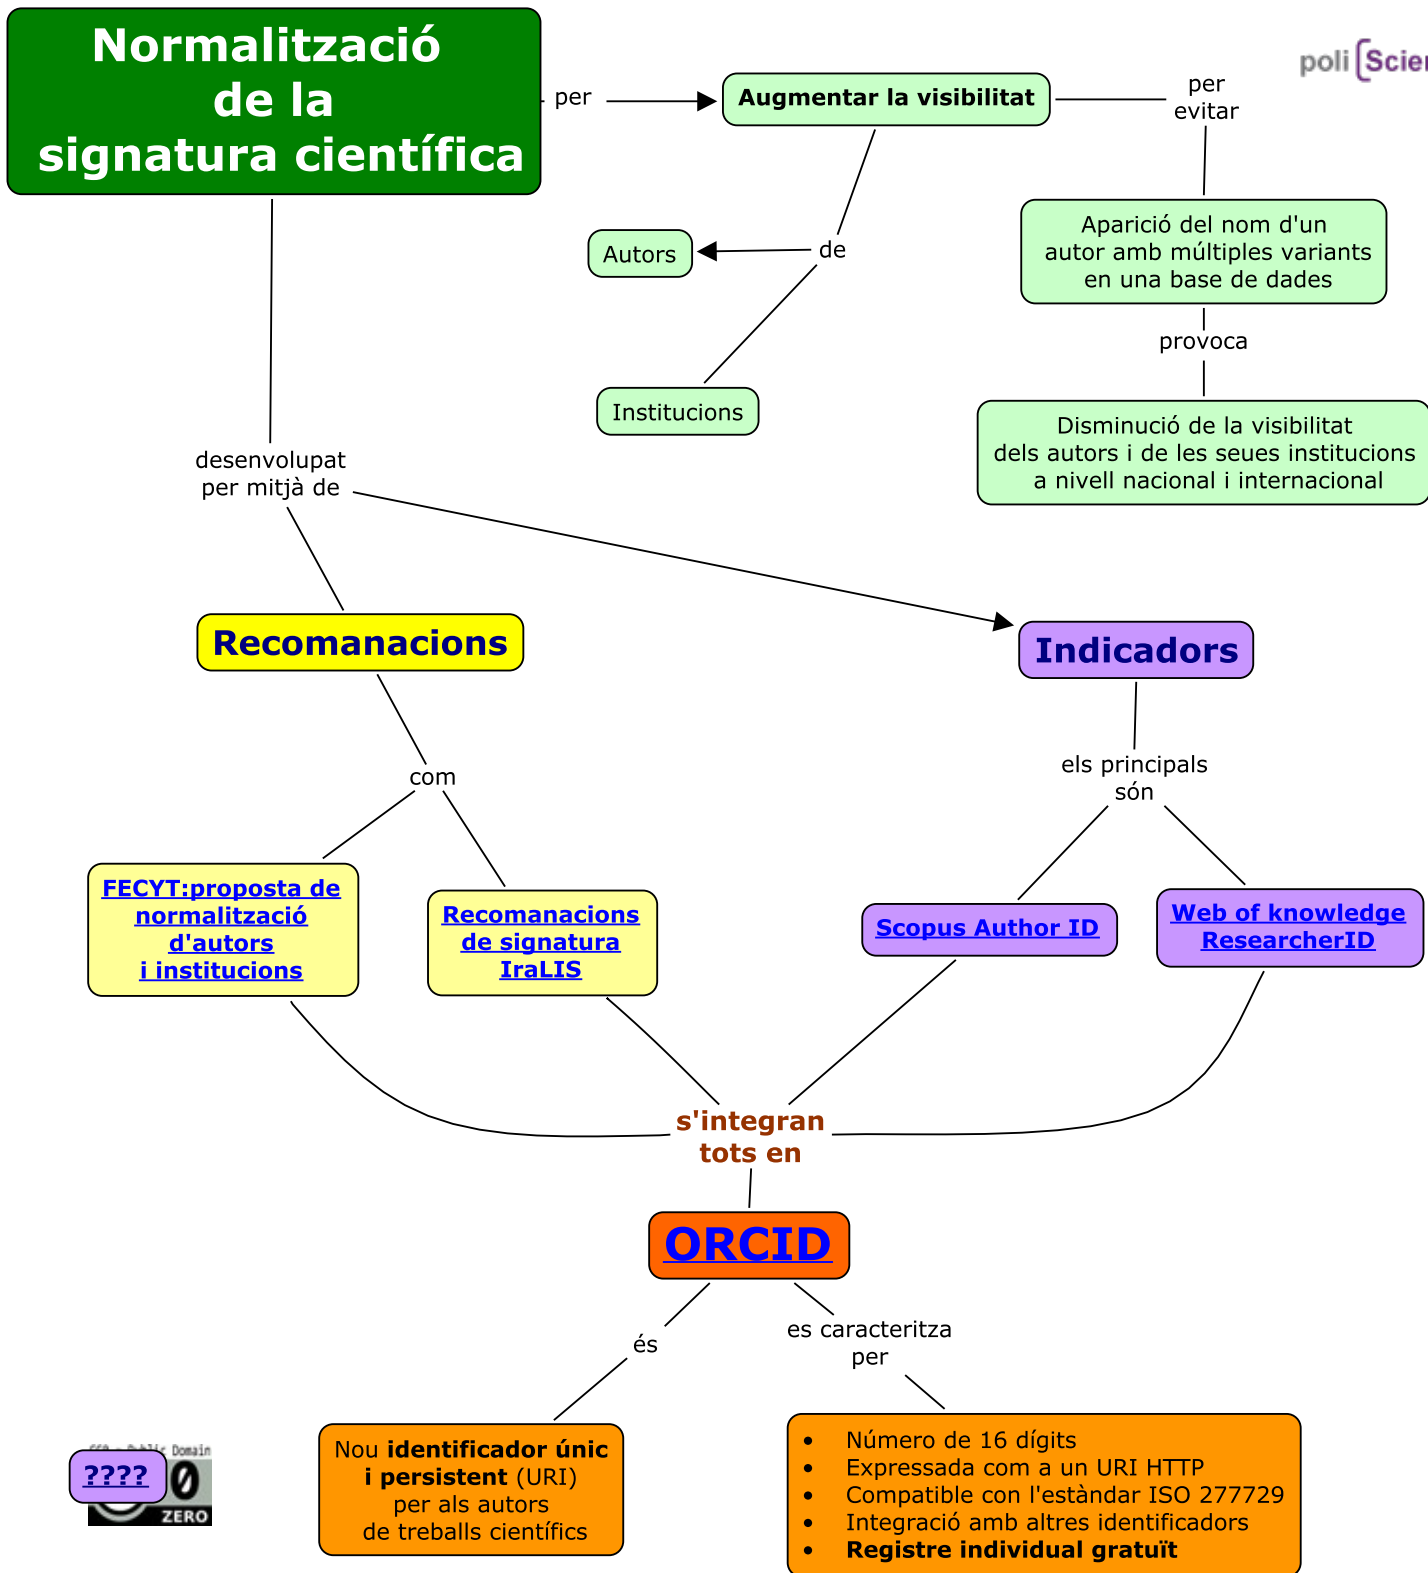 Normalització
de la
signatura científica
per
Augmentar la visibilitat
per
evitar
poli [Scien
Autors
de
Aparició del nom d'un
autor amb múltiples variants
en una base de dades
provoca
Institucions
Disminució de la visibilitat
dels autors i de les seues institucions
a nivell nacional i internacional
desenvolupat
per mitjà de
Recomanacions
Indicadors
com
els principals
són
FECYT:proposta de
normalització
d'autors
i institucions
Recomanacions
de signatura
IraLIS
Scopus Author ID
Web of knowledge
ResearcherID
s'integran
tots en
ORCID
és
es caracteritza
per
Nou identificador únic
i persistent (URI)
per als autors
de treballs científics
• Número de 16 dígits
• Expressada com a un URI HTTP
• Compatible con l'estàndar ISO 277729
• Integració amb altres identificadors
• Registre individual gratuït
Public Domain
????
0
ZERO